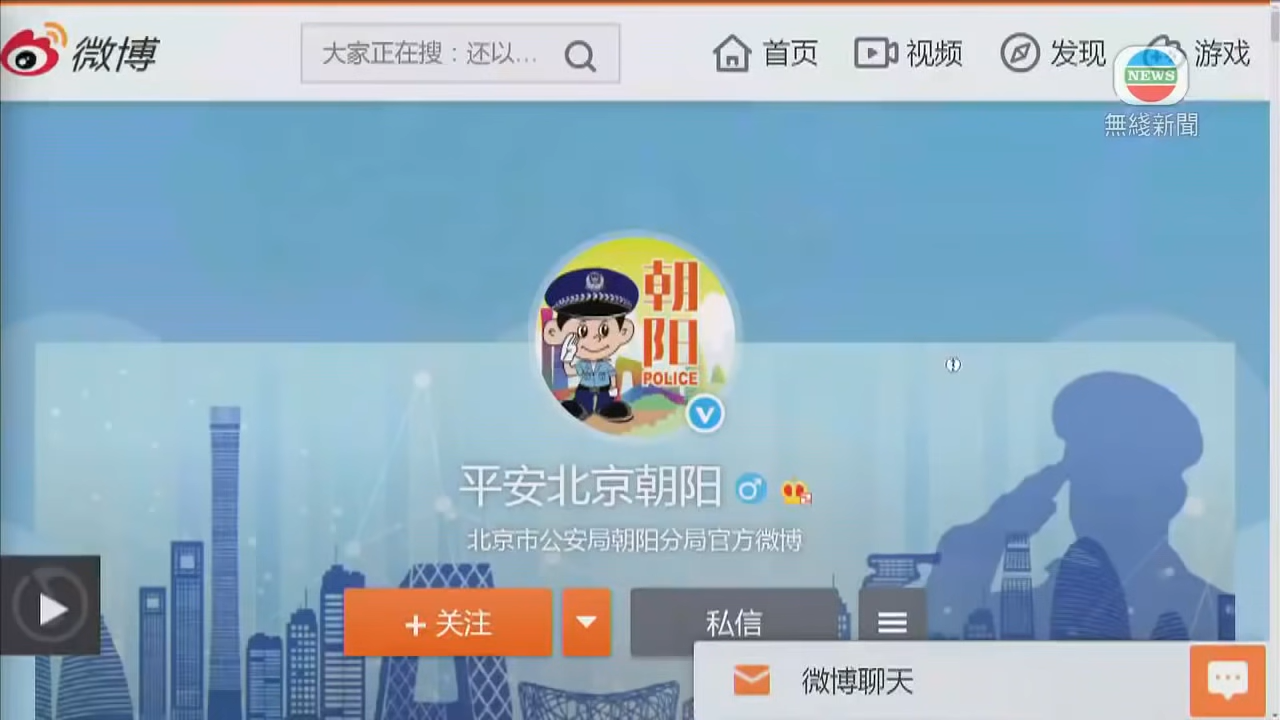 微博
大家正在搜：还以...
首页
视频
发现
游戏
NEWS
無綫新聞
朝阳
POLICE
平安北京朝阳
北京市公安局朝阳分局官方微博
+关注
私信
微博聊天